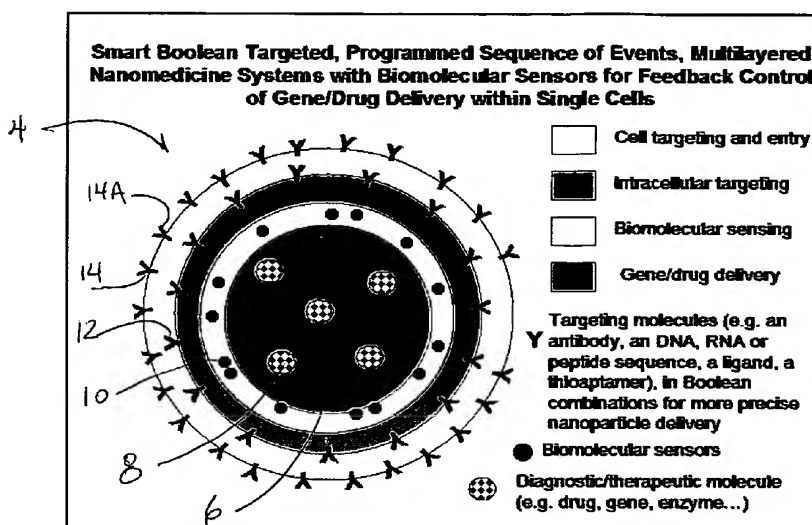 Smart Boolean Targeted, Programmed Sequence of Events, Multilayered
Nanomedicine Systems with Biomolecular Sensors for Feedback Control
of Gene/Drug Delivery within Single Cells
4
Cell targeting and entry
14A
Intracellular targeting
14
Biomolecular sensing
Gene/drug delivery
12
Targeting molecules (e.g. an
antibody, an DNA, RNA or
peptide sequence, a ligand, a
thioaptamer), in Boolean
combinations for more precise
nanoparticle delivery
10
Biomolecular sensors
8
6
Diagnostic/therapeutic molecule
(e.g. drug, gene, enzyme...)